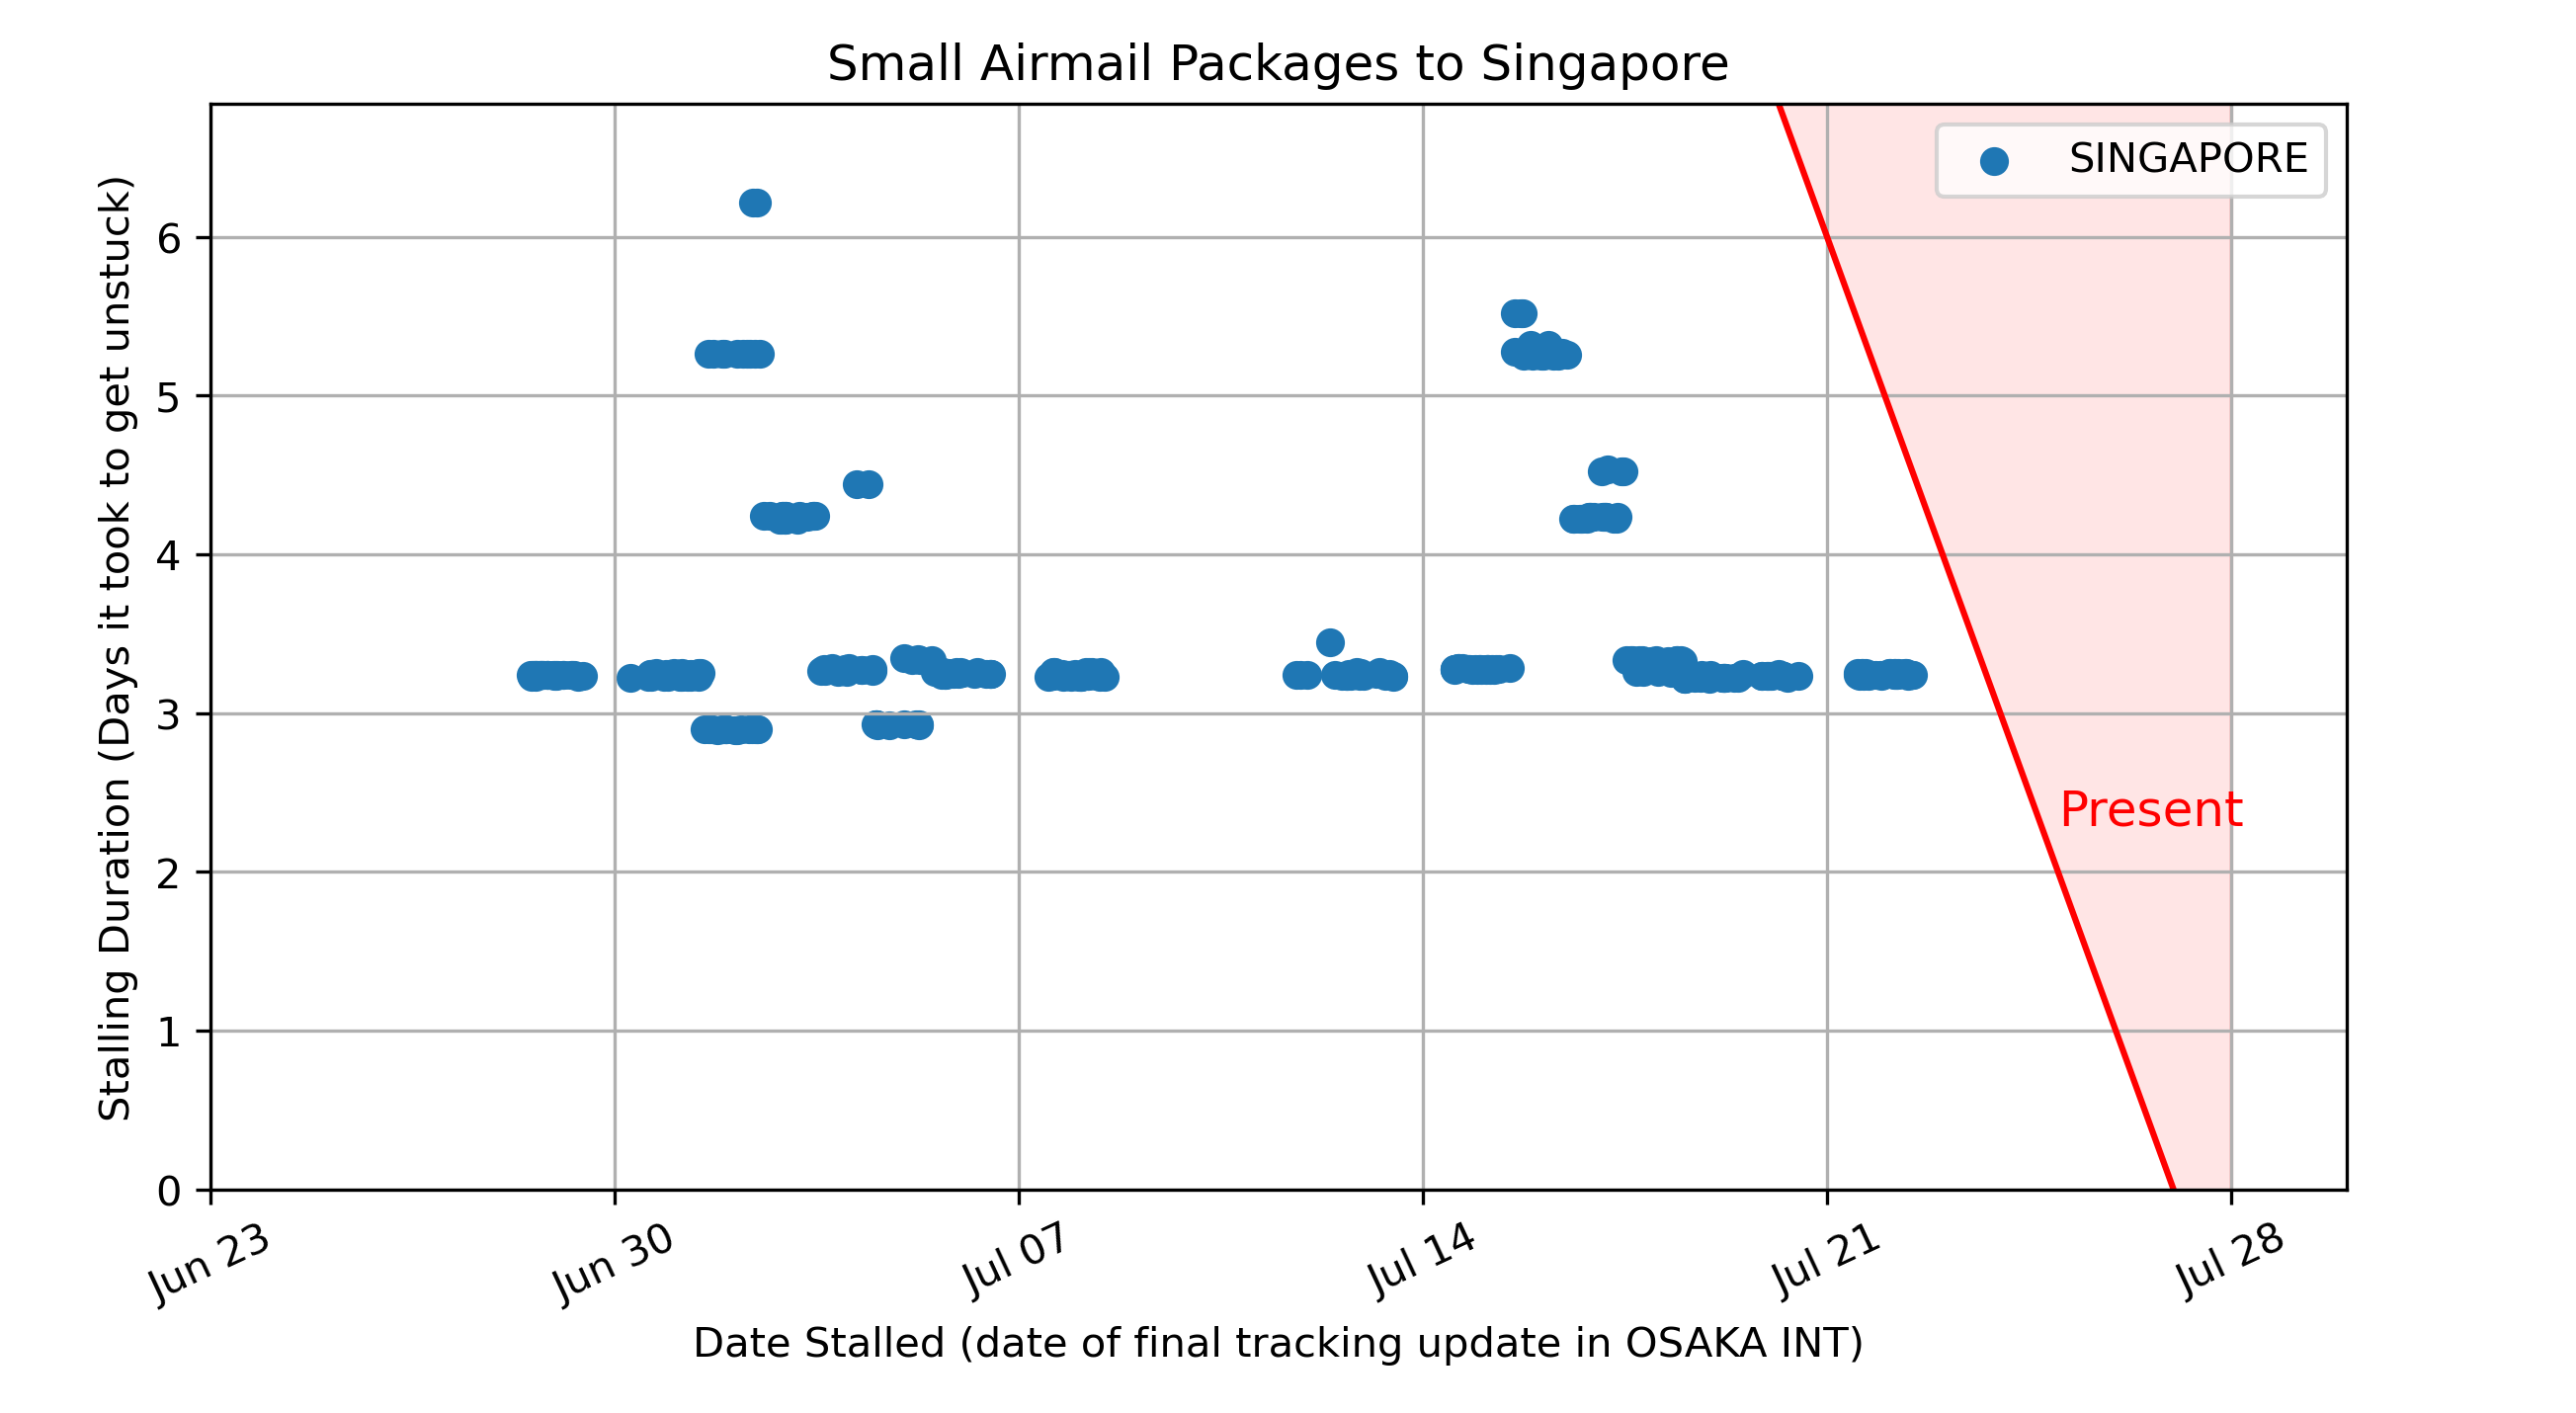 Small Airmail Packages to Singapore
SINGAPORE
Stalling Duration (Days it took to get unstuck)
6
5
4
3
2
1
0
Present
Jun 23
Jun 30
Jul 07
Jul 14
Jul 21
Jul 28
Date Stalled (date of final tracking update in OSAKA INT)